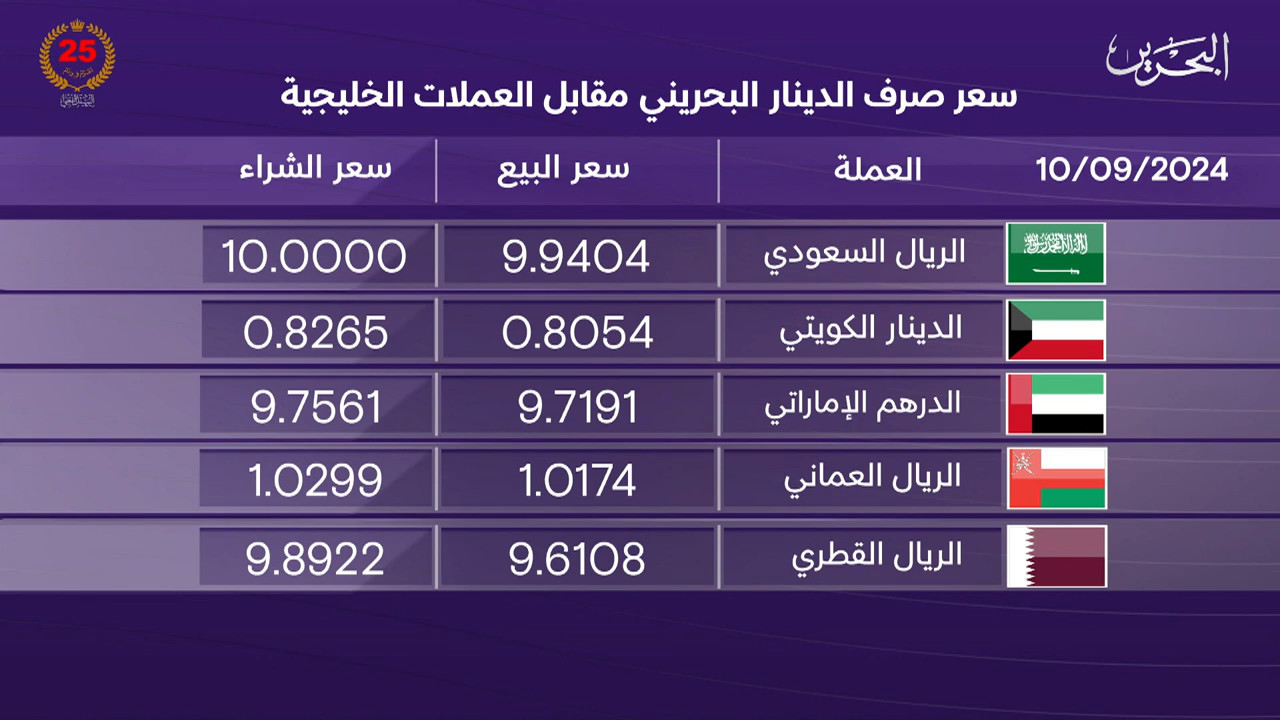 البحرين
25
سعر صرف الدينار البحريني مقابل العملات الخليجية
10/09/2024 العملة سعر البيع سعر الشراء
الريال السعودي 9.9404 10.0000
الدينار الكويتي 0.8054 0.8265
الدرهم الإماراتي 9.7191 9.7561
الريال العماني 1.0174 1.0299
الريال القطري 9.6108 9.8922